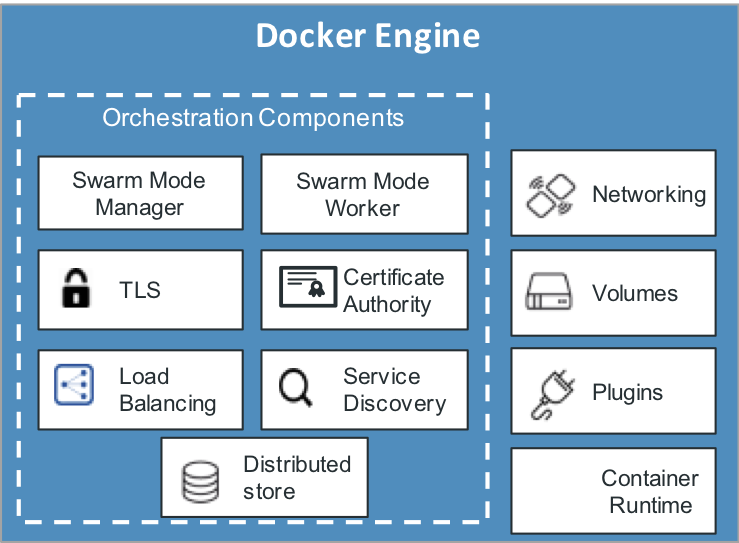 Docker Engine
Orchestration Components
Swarm Mode
Manager
Swarm Mode
Worker
TLS
Certificate
Authority
Load
Balancing
Service
Discovery
Distributed
store
Networking
Volumes
Plugins
Container
Runtime